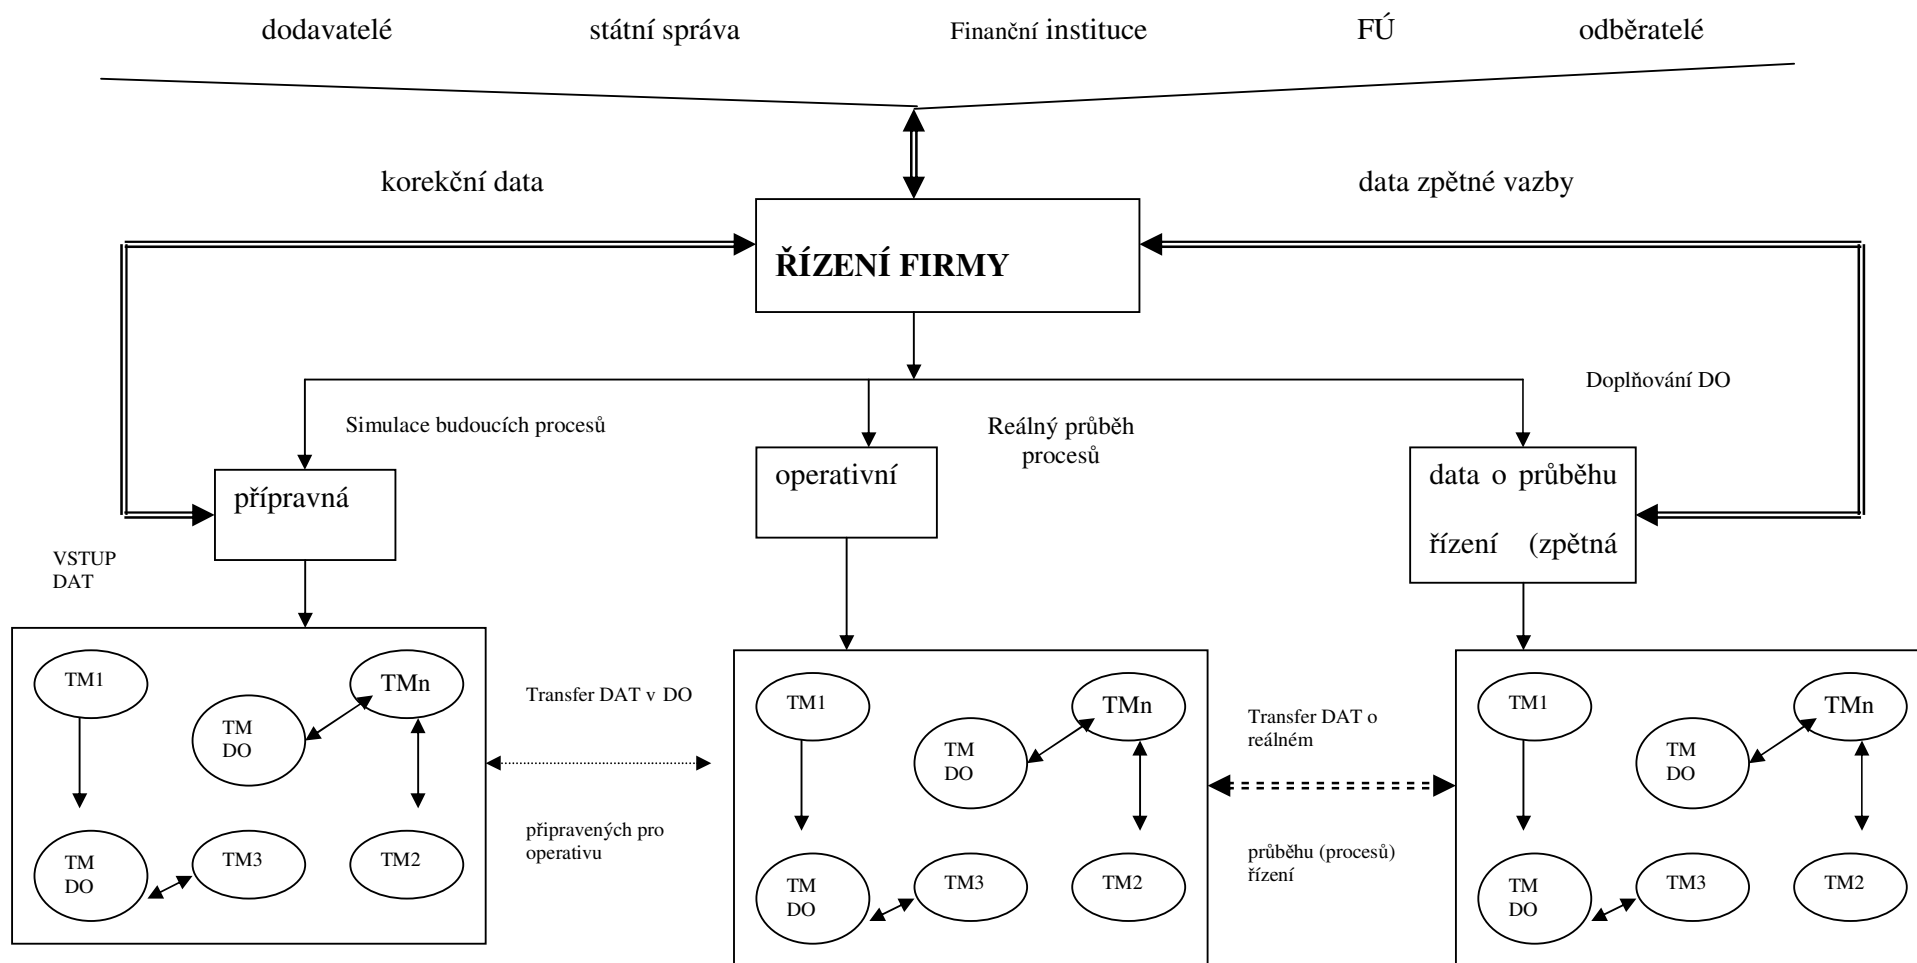 dodavatelé státní správa Finanční instituce FÚ odběratelé
korekční data
data zpětné vazby
ŘÍZENÍ FIRMY
Doplňování DO
Simulace budoucích procesů
Reálný průběh
procesů
přípravná
operativní
data o průběhu
řízení (zpětná
VSTUP
DAT
TM1
TMn
TM
DO
TM
DO
TM3
TM2
Transfer DAT v DO
připravených pro
operativu
TM1
TMn
TM
DO
TM
DO
TM3
TM2
Transfer DAT o
reálném
průběhu (procesů)
řízení
TM1
TMn
TM
DO
TM
DO
TM3
TM2